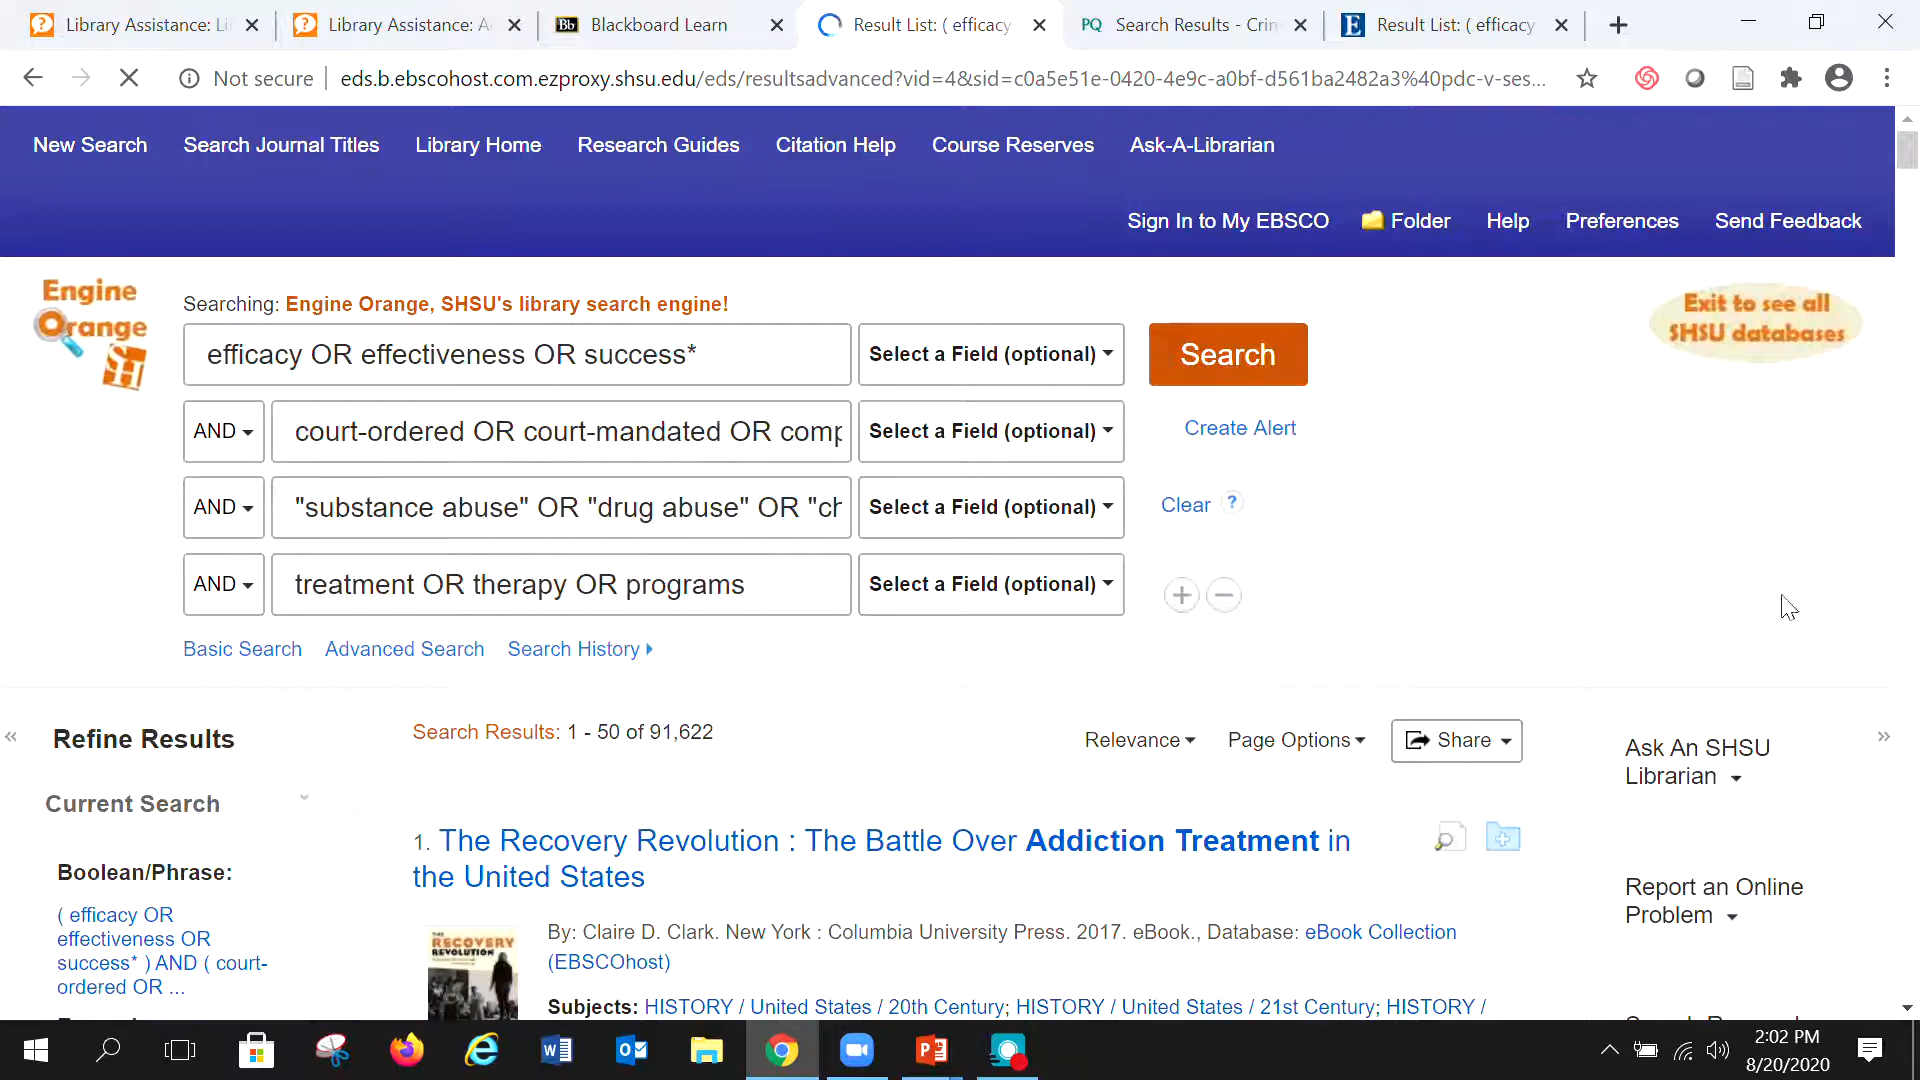 Library Assistance: Li
Library Assistance: A
Bb Blackboard Learn
Result List: ( efficacy
PQ Search Results - Crin
E Result List: ( efficacy
Not secure eds.b.ebscohost.com.ezproxy.shsu.edu/eds/resultsadvanced?vid=4&sid=c0a5e51e-0420-4e9c-a0bf-d561ba2482a3%40pdc-v-ses...
New Search Search Journal Titles Library Home Research Guides Citation Help Course Reserves Ask-A-Librarian
Sign In to My EBSCO Folder Help Preferences Send Feedback
Engine
Orange
Searching: Engine Orange, SHSU's library search engine!
Exit to see all
SHSU databases
efficacy OR effectiveness OR success* Select a Field (optional) Search
AND court-ordered OR court-mandated OR comp Select a Field (optional) Create Alert
AND "substance abuse" OR "drug abuse" OR "ch Select a Field (optional) Clear ?
AND treatment OR therapy OR programs Select a Field (optional)
Basic Search Advanced Search Search History
Refine Results
Current Search
Boolean/Phrase:
( efficacy OR
effectiveness OR
success* ) AND ( court-
ordered OR ...
Search Results: 1 - 50 of 91,622
Relevance Page Options Share
1. The Recovery Revolution : The Battle Over Addiction Treatment in
the United States
THE
RECOVERY
REVOLUTION
By: Claire D. Clark. New York : Columbia University Press. 2017. eBook., Database: eBook Collection
(EBSCOhost)
Subjects: HISTORY / United States / 20th Century; HISTORY / United States / 21st Century; HISTORY /
Ask An SHSU
Librarian
Report an Online
Problem
2:02 PM
8/20/2020